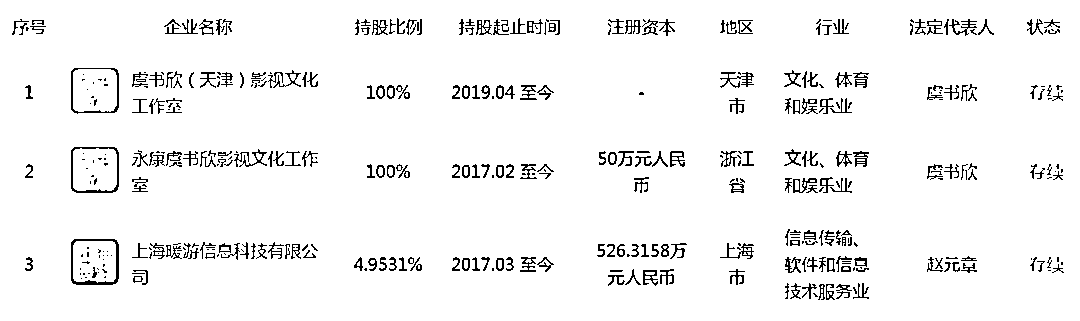 序号 企业名称 持股比例 持股起止时间 注册资本 地区 行业 法定代表人 状态
1 虞书欣（天津）影视文化工作室 100% 2019.04 至今 - 天津市 文化、体育和娱乐业 虞书欣 存续
2 永康虞书欣影视文化工作室 100% 2017.02 至今 50万元人民币 浙江省 文化、体育和娱乐业 虞书欣 存续
3 上海暖游信息科技有限公司 4.9531% 2017.03 至今 526.3158万元人民币 上海市 信息传输、软件和信息技术服务业 赵元章 存续